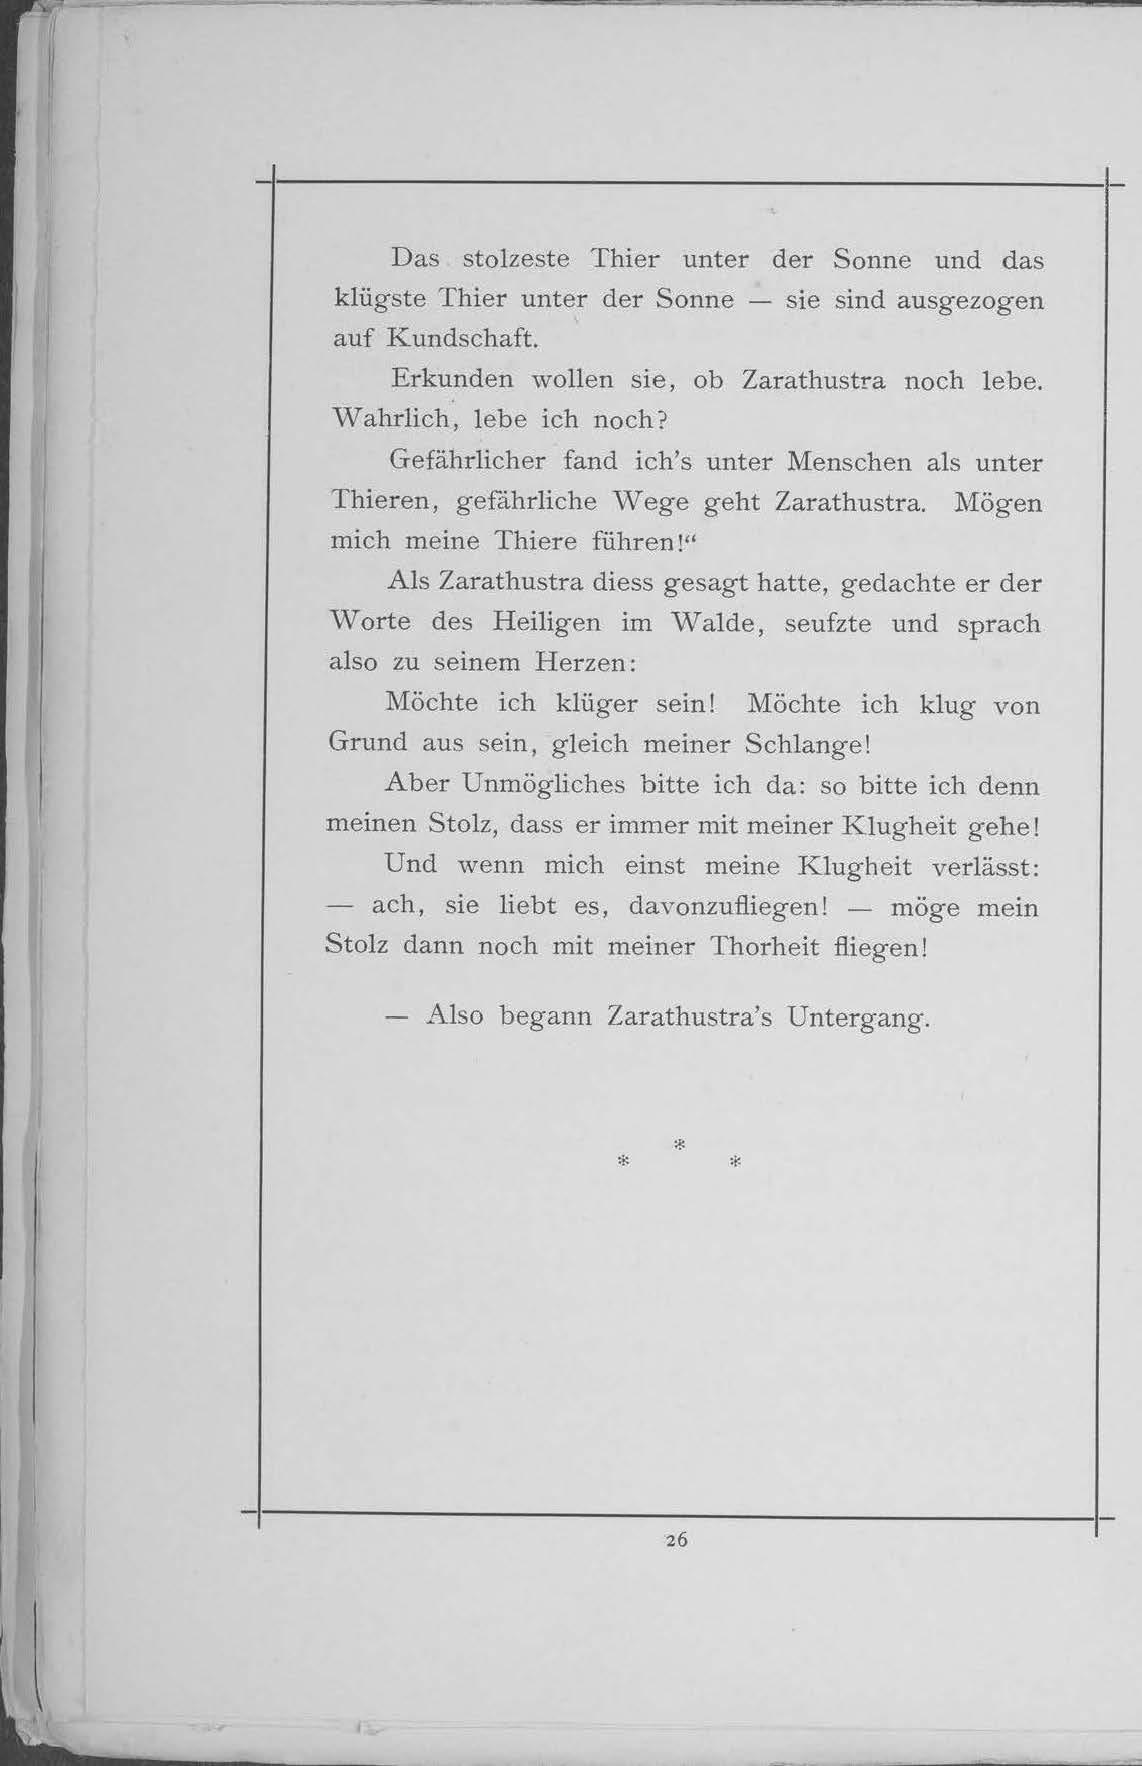 Das stolzeste Thier unter der Sonne und das
klügste Thier unter der Sonne — sie sind ausgezogen
auf Kundschaft.
Erkunden wollen sie, ob Zarathustra noch lebe.
Wahrlich, lebe ich noch?
Gefährlicher fand ich's unter Menschen als unter
Thieren, gefährliche Wege geht Zarathustra. Mögen
mich meine Thiere führen!“
Als Zarathustra diess gesagt hatte, gedachte er der
Worte des Heiligen im Walde, seufzte und sprach
also zu seinem Herzen:
Möchte ich klüger sein! Möchte ich klug von
Grund aus sein, gleich meiner Schlange!
Aber Unmögliches bitte ich da: so bitte ich denn
meinen Stolz, dass er immer mit meiner Klugheit gehe!
Und wenn mich einst meine Klugheit verlässt:
— ach, sie liebt es, davonzufliegen! — möge mein
Stolz dann noch mit meiner Thorheit fliegen!
— Also begann Zarathustra's Untergang.
*
* *
26